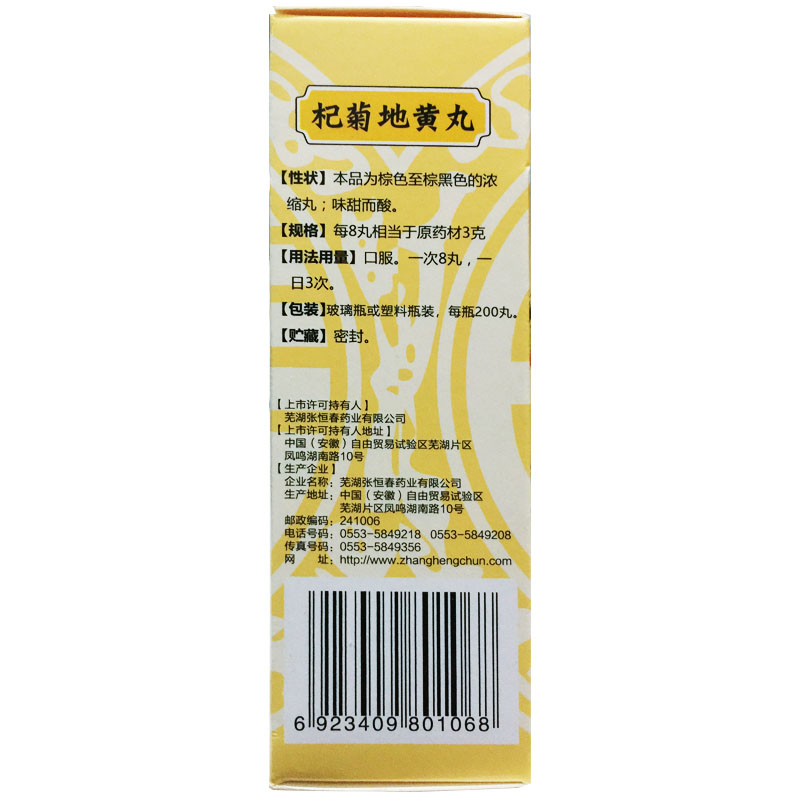 杞菊地黄丸
【性状】本品为棕色至棕黑色的浓
缩丸；味甜而酸。
【规格】每8丸相当于原药材3克
【用法用量】口服。一次8丸，一
日3次。
【包装】玻璃瓶或塑料瓶装，每瓶200丸。
【贮藏】密封。
【上市许可持有人】
芜湖张恒春药业有限公司
【上市许可持有人地址】
中国（安徽）自由贸易试验区芜湖片区
凤鸣湖南路10号
【生产企业】
企业名称：芜湖张恒春药业有限公司
生产地址：中国（安徽）自由贸易试验区
芜湖片区凤鸣湖南路10号
邮政编码：241006
电话号码：0553-5849218 0553-5849208
传真号码：0553-5849356
网 址：http://www.zhanghengchun.com
6 923409 801068